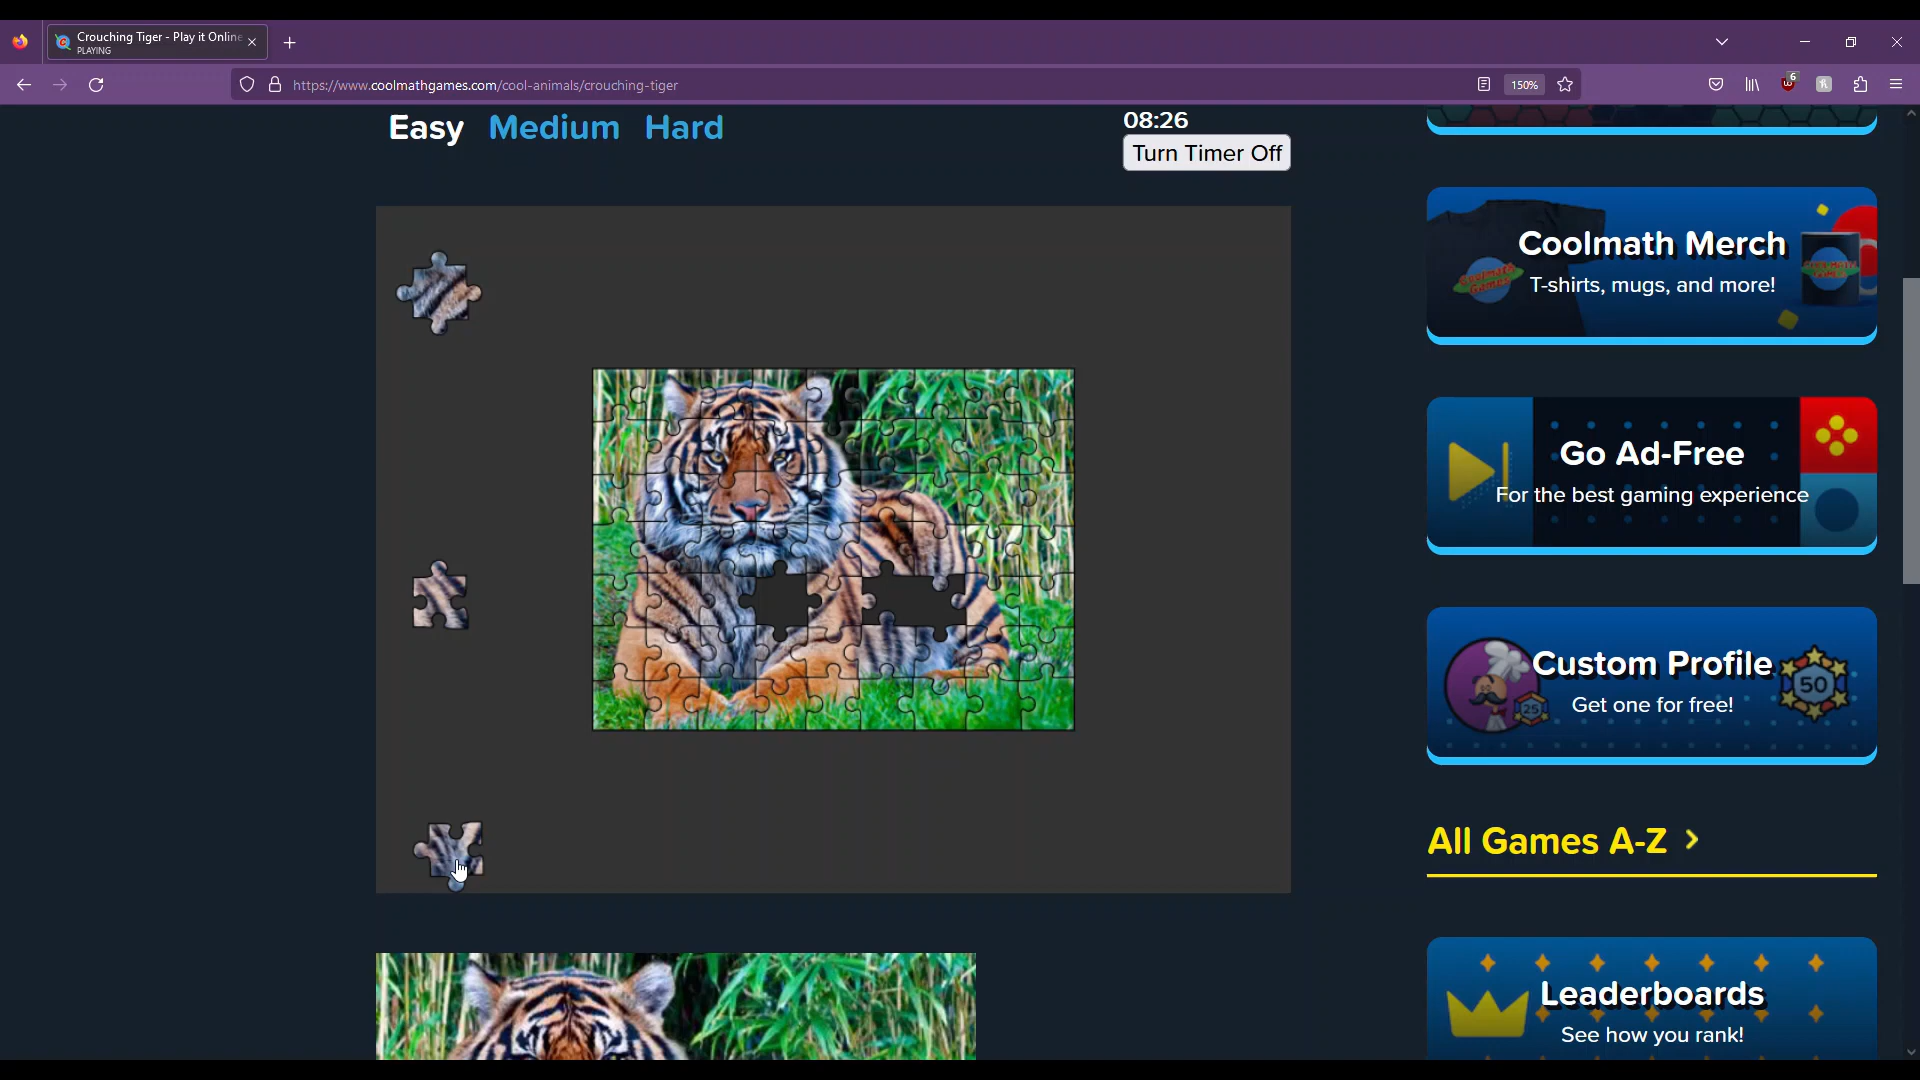 Crouching Tiger - Play it Online
PLAYING
https://www.coolmathgames.com/cool-animals/crouching-tiger
150%
6
Easy Medium Hard
08:26
Turn Timer Off
Coolmath Merch
T-shirts, mugs, and more!
Go Ad-Free
For the best gaming experience
Custom Profile
Get one for free!
50
25
All Games A-Z
Leaderboards
See how you rank!